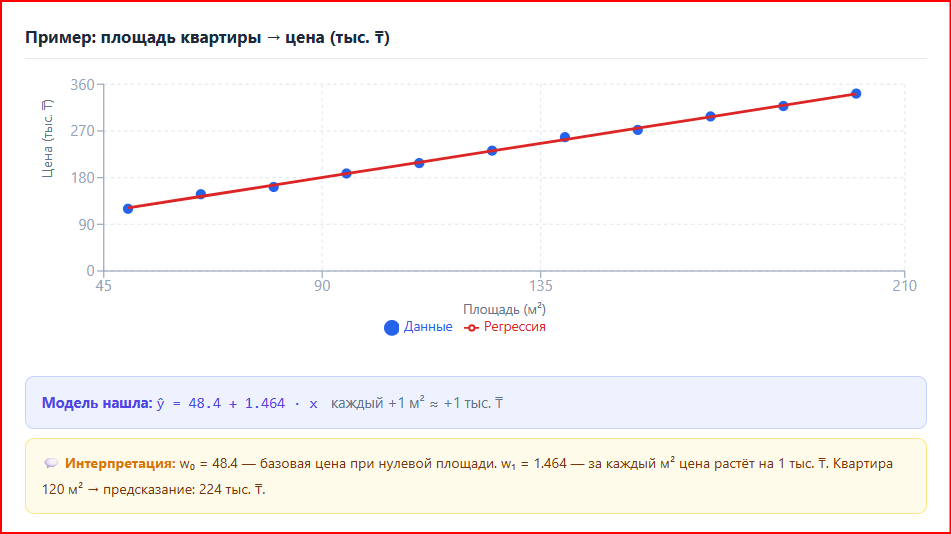 Пример: площадь квартиры → цена (тыс. ₸)
Цена (тыс. ₸)
360
270
180
90
0
45 90 135 210
Площадь (м²)
Данные Регрессия
Модель нашла: ŷ = 48.4 + 1.464 · x каждый +1 м² ≈ +1 тыс. ₸
💬 Интерпретация: w₀ = 48.4 — базовая цена при нулевой площади. w₁ = 1.464 — за каждый м² цена растёт на 1 тыс. ₸. Квартира
120 м² → предсказание: 224 тыс. ₸.